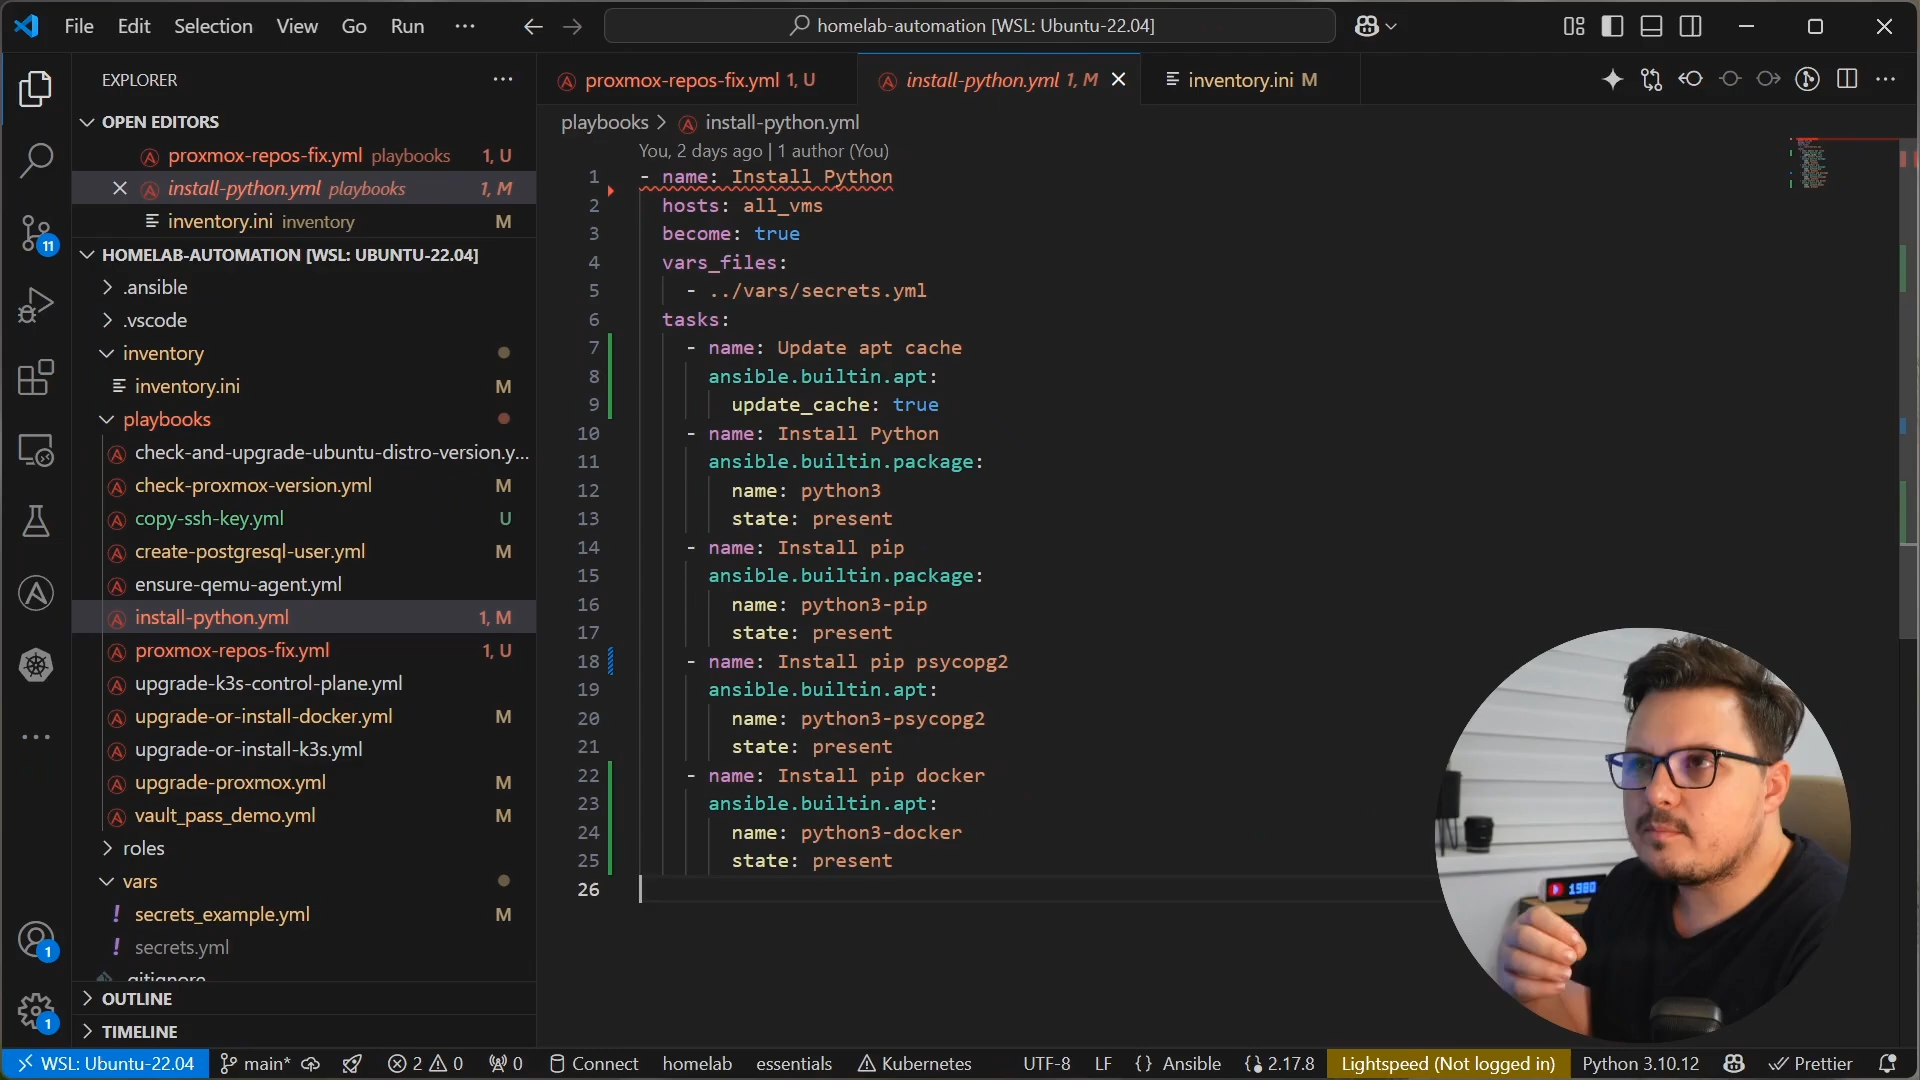 File Edit Selection View Go Run
homelab-automation [WSL: Ubuntu-22.04]
EXPLORER
OPEN EDITORS
proxmox-repos-fix.yml playbooks 1, U
install-python.yml playbooks 1, M
inventory.ini inventory M
HOMELAB-AUTOMATION [WSL: UBUNTU-22.04]
.ansible
.vscode
inventory
inventory.ini M
playbooks
check-and-upgrade-ubuntu-distro-version.y...
check-proxmox-version.yml M
copy-ssh-key.yml U
create-postgresql-user.yml M
ensure-qemu-agent.yml
install-python.yml 1, M
proxmox-repos-fix.yml 1, U
upgrade-k3s-control-plane.yml
upgrade-or-install-docker.yml M
upgrade-or-install-k3s.yml
upgrade-proxmox.yml M
vault_pass_demo.yml M
roles
vars
secrets_example.yml M
secrets.yml
.gitignore
OUTLINE
TIMELINE
11
1
1
proxmox-repos-fix.yml 1, U
install-python.yml 1, M
inventory.ini M
playbooks > install-python.yml
You, 2 days ago | 1 author (You)
1 - name: Install Python
2 hosts: all_vms
3 become: true
4 vars_files:
5 - ../vars/secrets.yml
6 tasks:
7 - name: Update apt cache
8 ansible.builtin.apt:
9 update_cache: true
10 - name: Install Python
11 ansible.builtin.package:
12 name: python3
13 state: present
14 - name: Install pip
15 ansible.builtin.package:
16 name: python3-pip
17 state: present
18 - name: Install pip psycopg2
19 ansible.builtin.apt:
20 name: python3-psycopg2
21 state: present
22 - name: Install pip docker
23 ansible.builtin.apt:
24 name: python3-docker
25 state: present
26
1980
WSL: Ubuntu-22.04 main* 2 0 0 Connect homelab essentials Kubernetes UTF-8 LF {} Ansible 2.17.8 Lightspeed (Not logged in) Python 3.10.12 Prettier